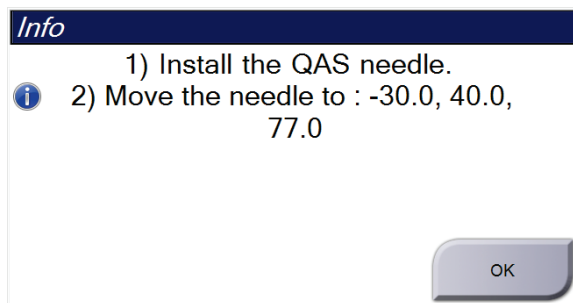 Info
1) Install the QAS needle.
2) Move the needle to : -30.0, 40.0,
77.0
OK